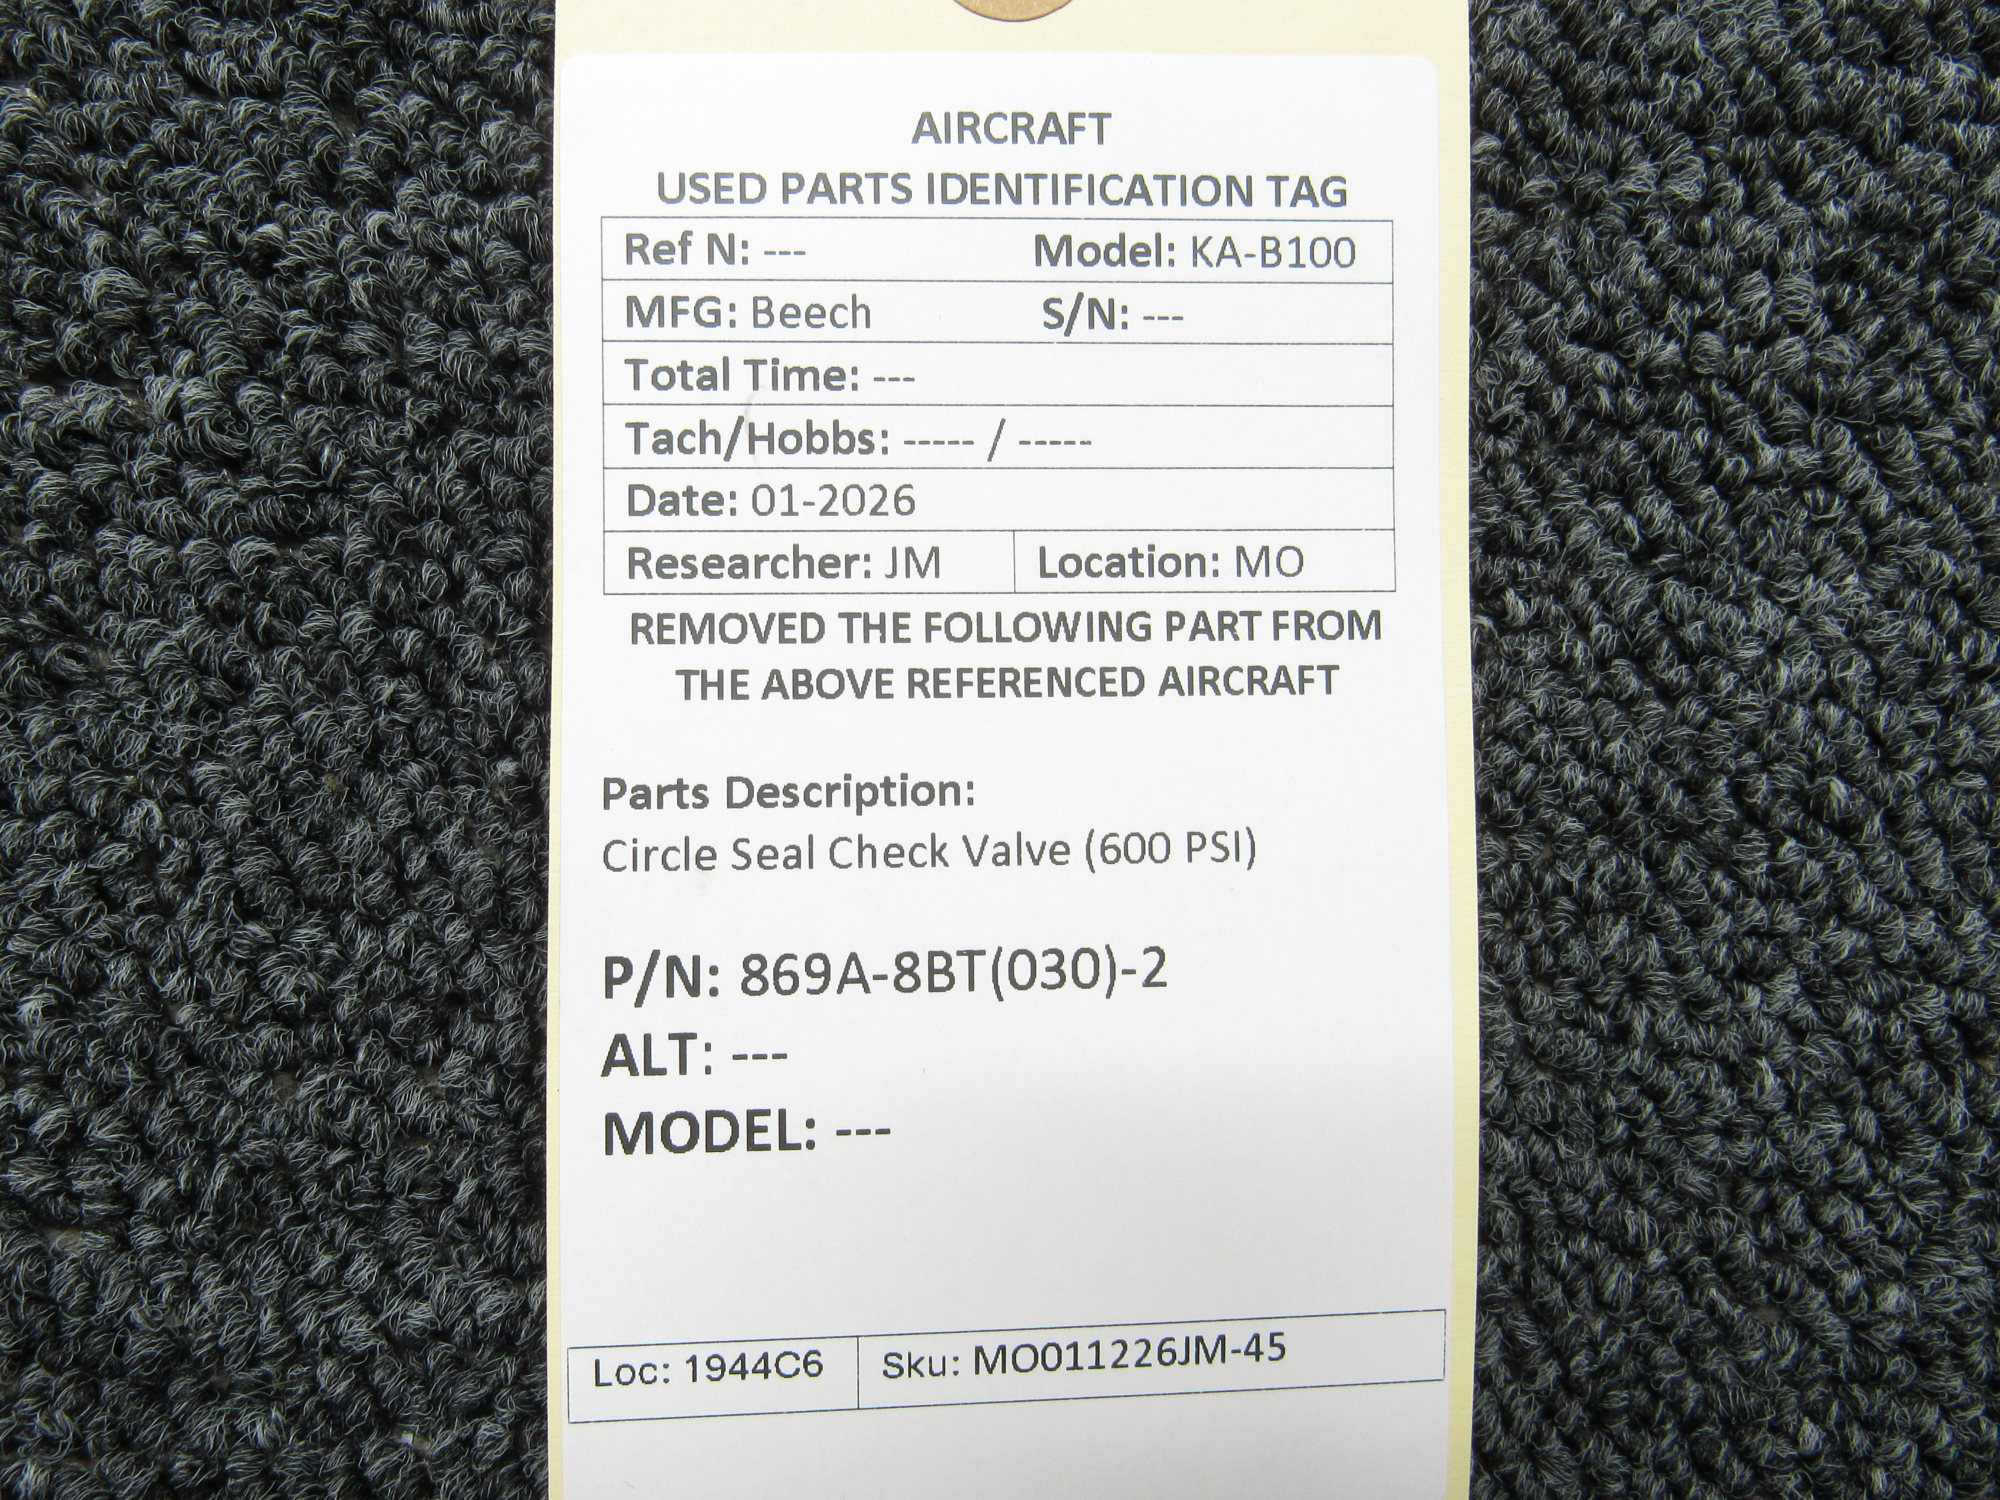 AIRCRAFT
USED PARTS IDENTIFICATION TAG
Ref N: --- Model: KA-B100
MFG: Beech S/N: ---
Total Time: ---
Tach/Hobbs: ----- / -----
Date: 01-2026
Researcher: JM Location: MO
REMOVED THE FOLLOWING PART FROM
THE ABOVE REFERENCED AIRCRAFT
Parts Description:
Circle Seal Check Valve (600 PSI)
P/N: 869A-8BT(030)-2
ALT: ---
MODEL: ---
Loc: 1944C6 Sku: MO011226JM-45